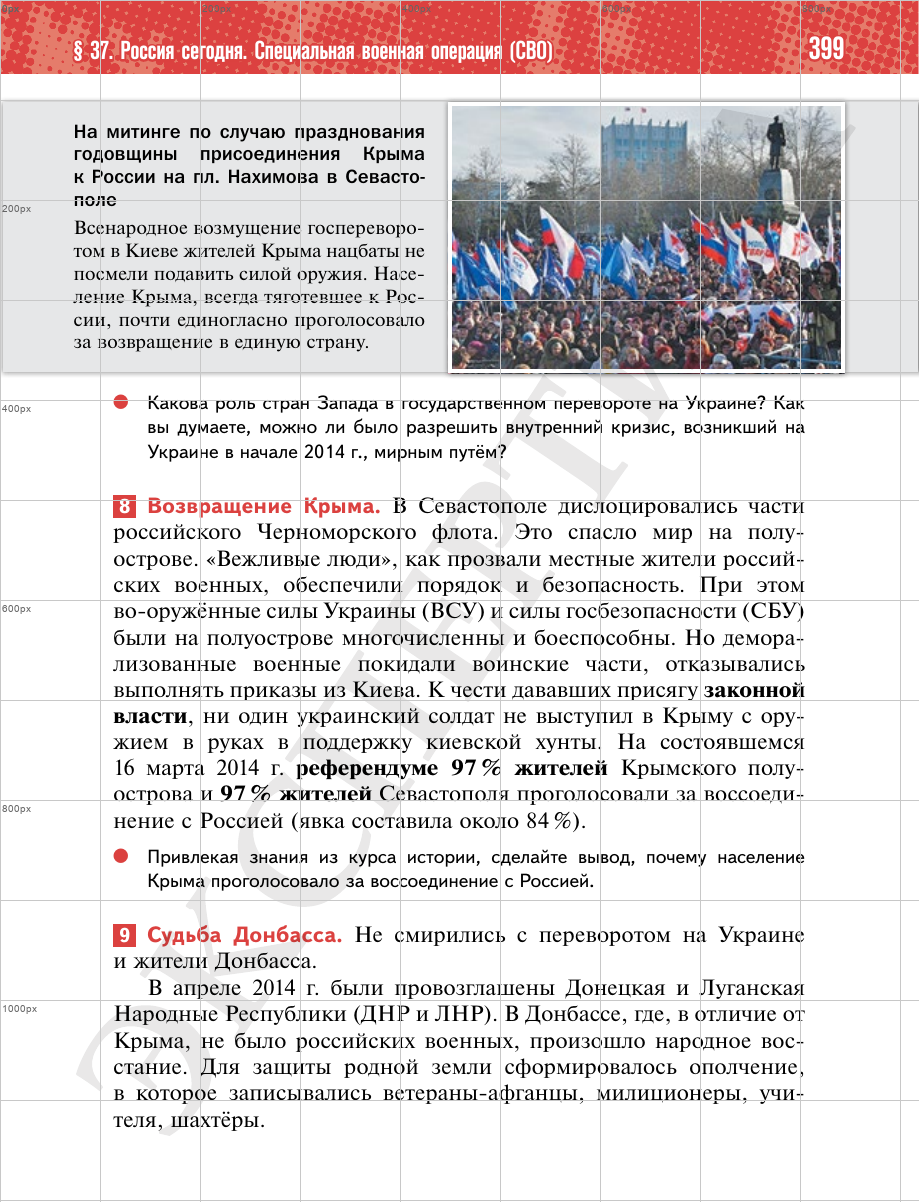 § 37. Россия сегодня. Специальная военная операция (СВО)
399
На митинге по случаю празднования
годовщины присоединения Крыма
к России на пл. Нахимова в Севасто-
поле
Всенародное возмущение госпереворо-
том в Киеве жителей Крыма нацбаты не
посмели подавить силой оружия. Насе-
ление Крыма, всегда тяготевшее к Рос-
сии, почти единогласно проголосовало
за возвращение в единую страну.
Какова роль стран Запада в государственном перевороте на Украине? Как
вы думаете, можно ли было разрешить внутренний кризис, возникший на
Украине в начале 2014 г., мирным путём?
8 Возвращение Крыма. В Севастополе дислоцировались части
российского Черноморского флота. Это спасло мир на полу-
острове. «Вежливые люди», как прозвали местные жители россий-
ских военных, обеспечили порядок и безопасность. При этом
во-оружённые силы Украины (ВСУ) и силы госбезопасности (СБУ)
были на полуострове многочисленны и боеспособны. Но демора-
лизованные военные покидали воинские части, отказывались
выполнять приказы из Киева. К чести дававших присягу законной
власти, ни один украинский солдат не выступил в Крыму с ору-
жием в руках в поддержку киевской хунты. На состоявшемся
16 марта 2014 г. референдуме 97 % жителей Крымского полу-
острова и 97 % жителей Севастополя проголосовали за воссоеди-
нение с Россией (явка составила около 84 %).
Привлекая знания из курса истории, сделайте вывод, почему население
Крыма проголосовало за воссоединение с Россией.
9 Судьба Донбасса. Не смирились с переворотом на Украине
и жители Донбасса.
В апреле 2014 г. были провозглашены Донецкая и Луганская
Народные Республики (ДНР и ЛНР). В Донбассе, где, в отличие от
Крыма, не было российских военных, произошло народное вос-
стание. Для защиты родной земли сформировалось ополчение,
в которое записывались ветераны-афганцы, милиционеры, учи-
теля, шахтёры.
200px
400px
600px
800px
1000px